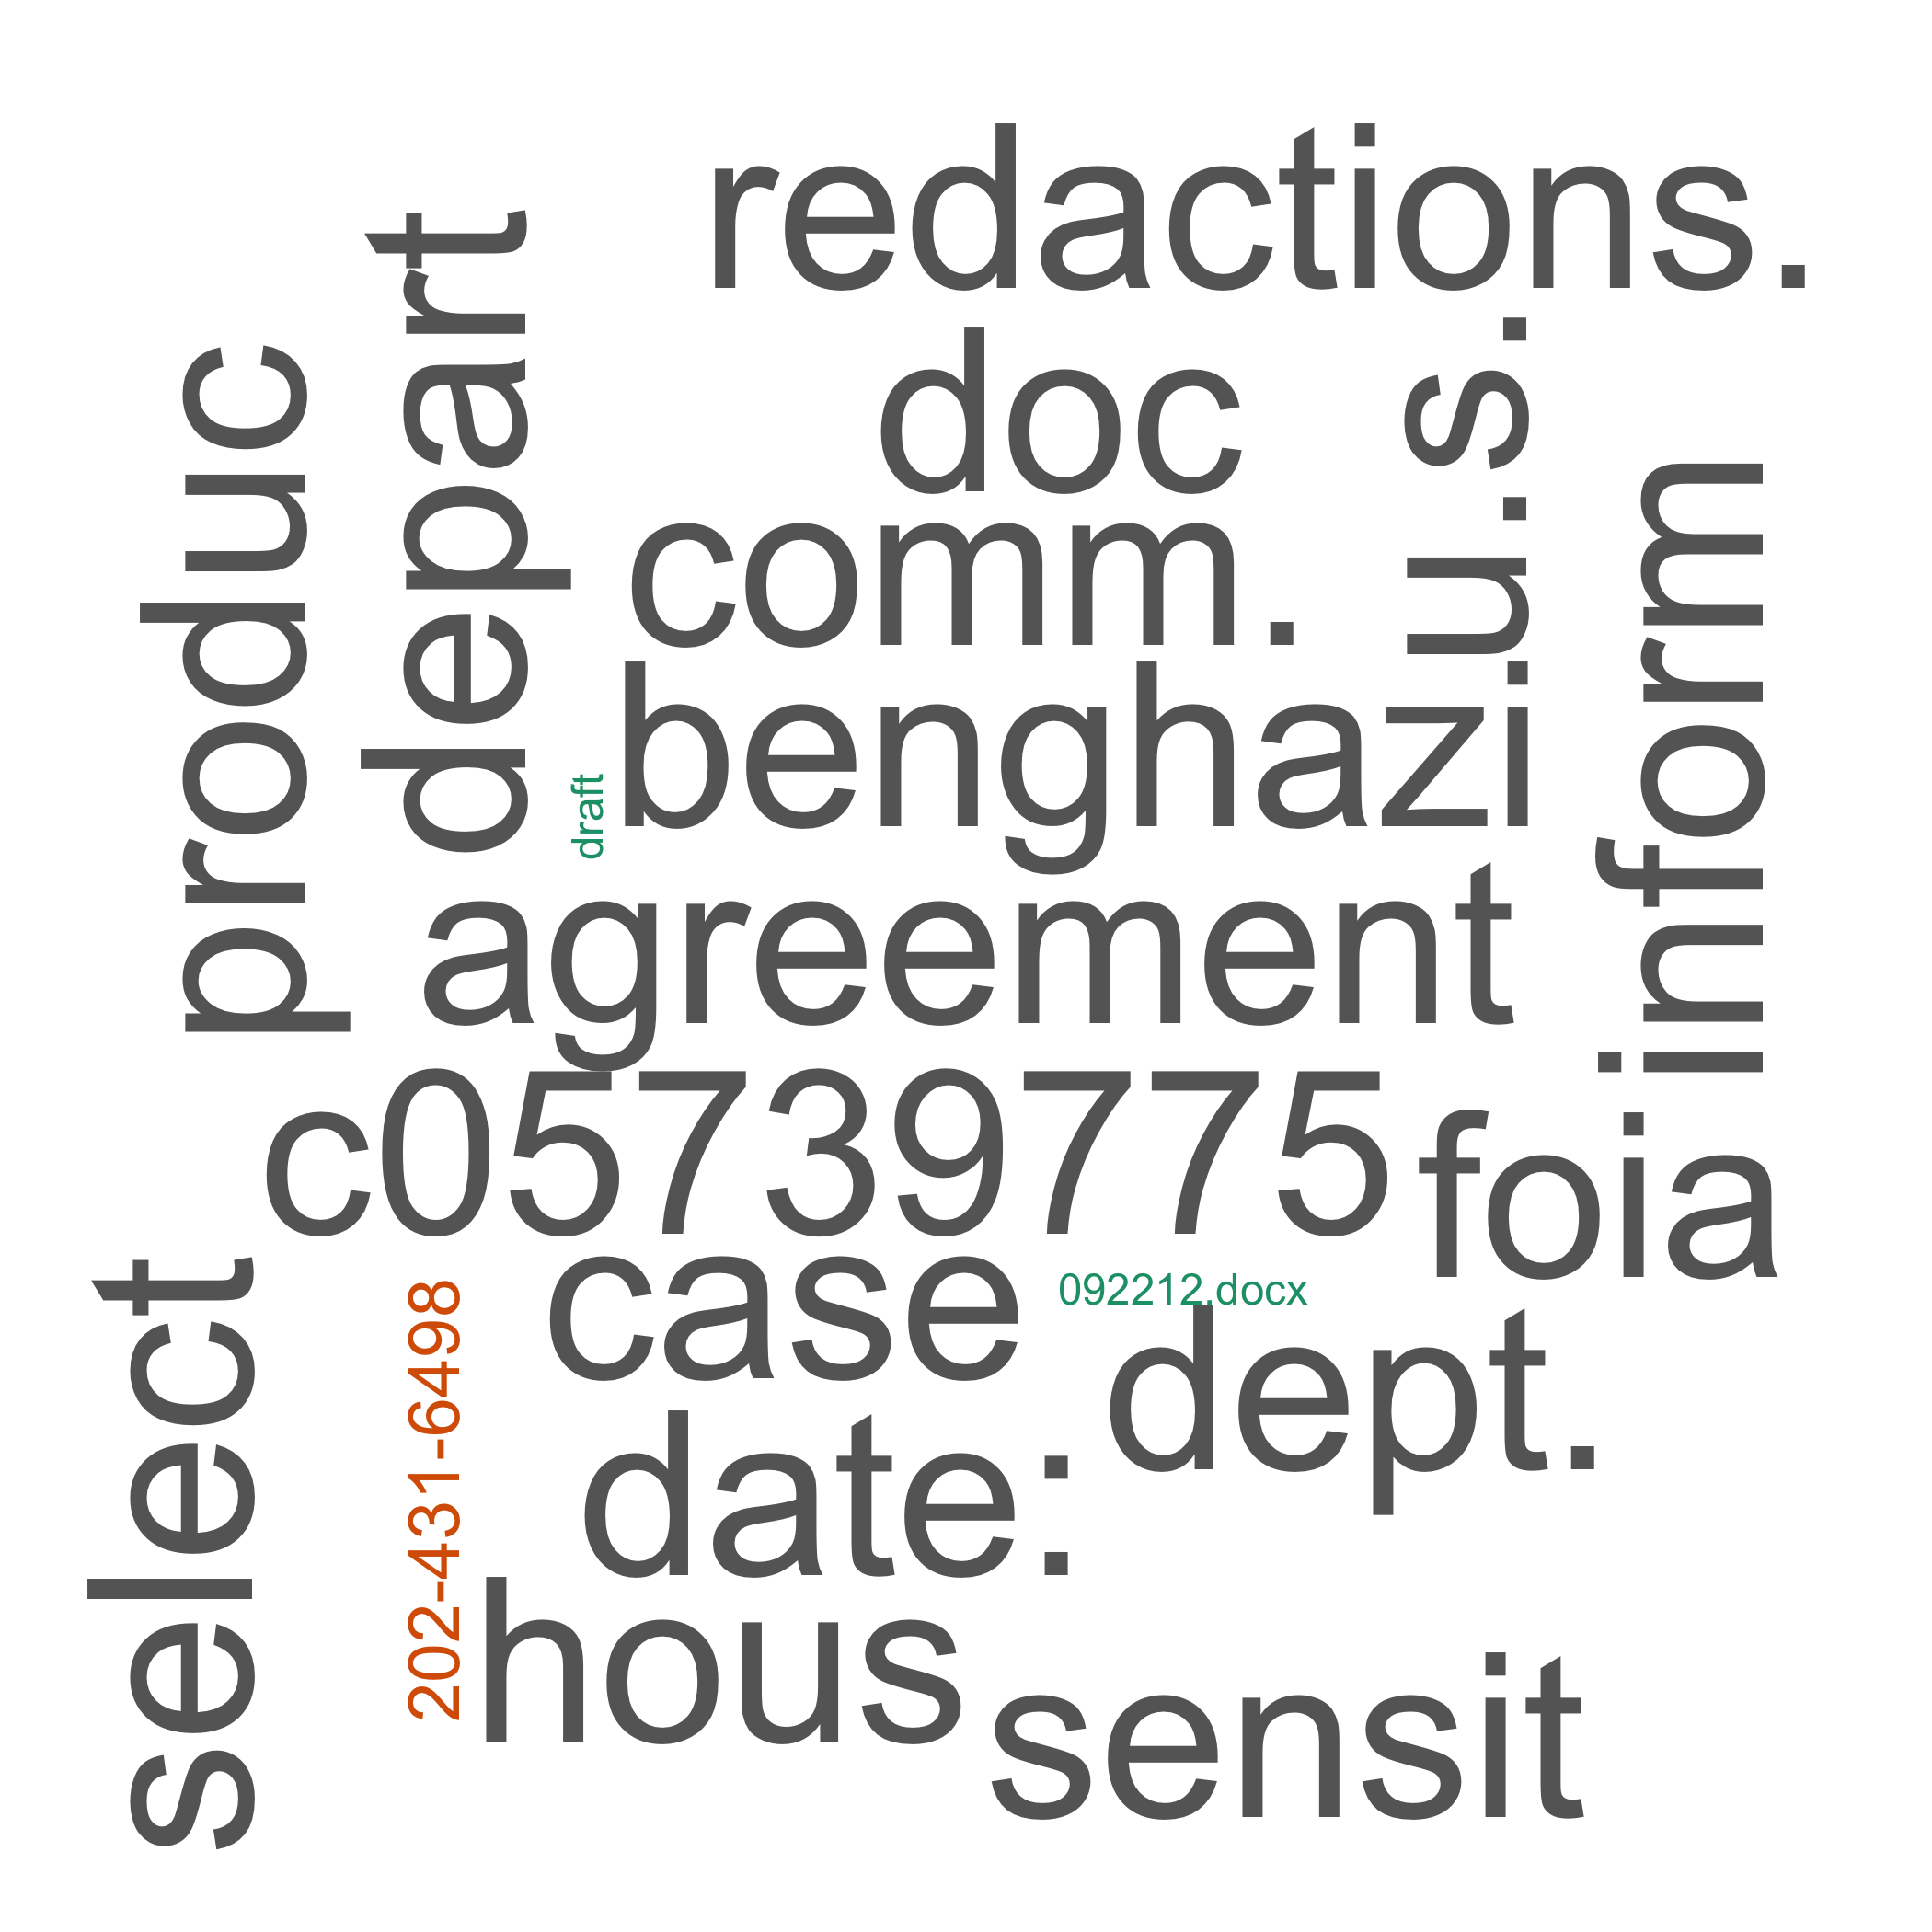 redactions.
depart
produc
doc
u.s.
comm.
inform
benghazi
drafft
agreement
c05739775
foia
select
case
092212.docx
202-431-6498
dept.
date:
hous
sensit